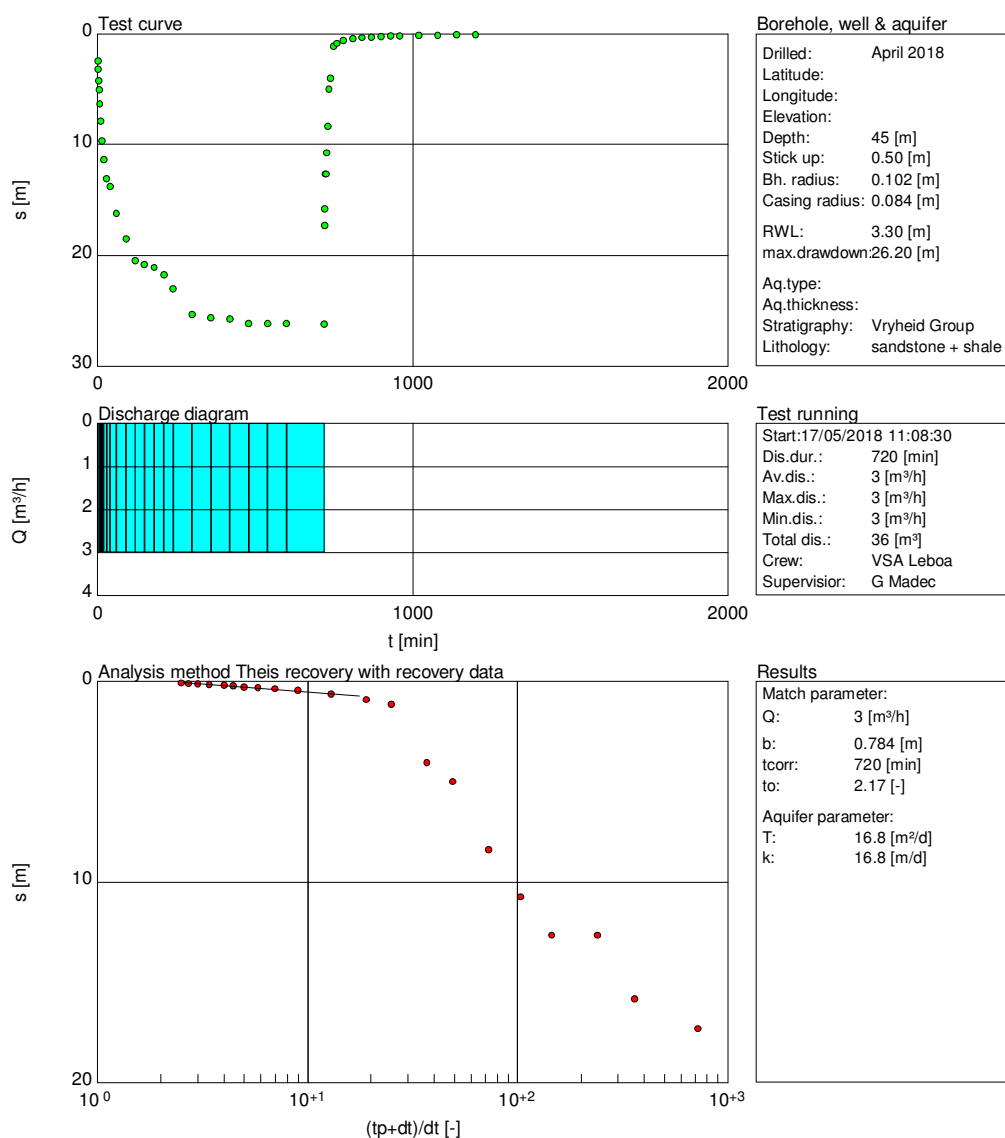 Test curve
0
10
20
30
s [m]
0
1000
2000
Borehole, well & aquifer
Drilled: April 2018
Latitude:
Longitude:
Elevation:
Depth: 45 [m]
Stick up: 0.50 [m]
Bh. radius: 0.102 [m]
Casing radius: 0.084 [m]
RWL: 3.30 [m]
max.drawdown:26.20 [m]
Aq.type:
Aq.thickness:
Stratigraphy: Vryheid Group
Lithology: sandstone + shale
Discharge diagram
0
1
2
3
4
Q [m³/h]
0
1000
2000
t [min]
Test running
Start:17/05/2018 11:08:30
Dis.dur.: 720 [min]
Av.dis.: 3 [m³/h]
Max.dis.: 3 [m³/h]
Min.dis.: 3 [m³/h]
Total dis.: 36 [m³]
Crew: VSA Leboa
Supervisior: G Madec
Analysis method Theis recovery with recovery data
0
10
20
s [m]
10⁰
10⁺¹
10⁺²
10⁺³
(tp+dt)/dt [-]
Results
Match parameter:
Q: 3 [m³/h]
b: 0.784 [m]
tcorr: 720 [min]
to: 2.17 [-]
Aquifer parameter:
T: 16.8 [m²/d]
k: 16.8 [m/d]